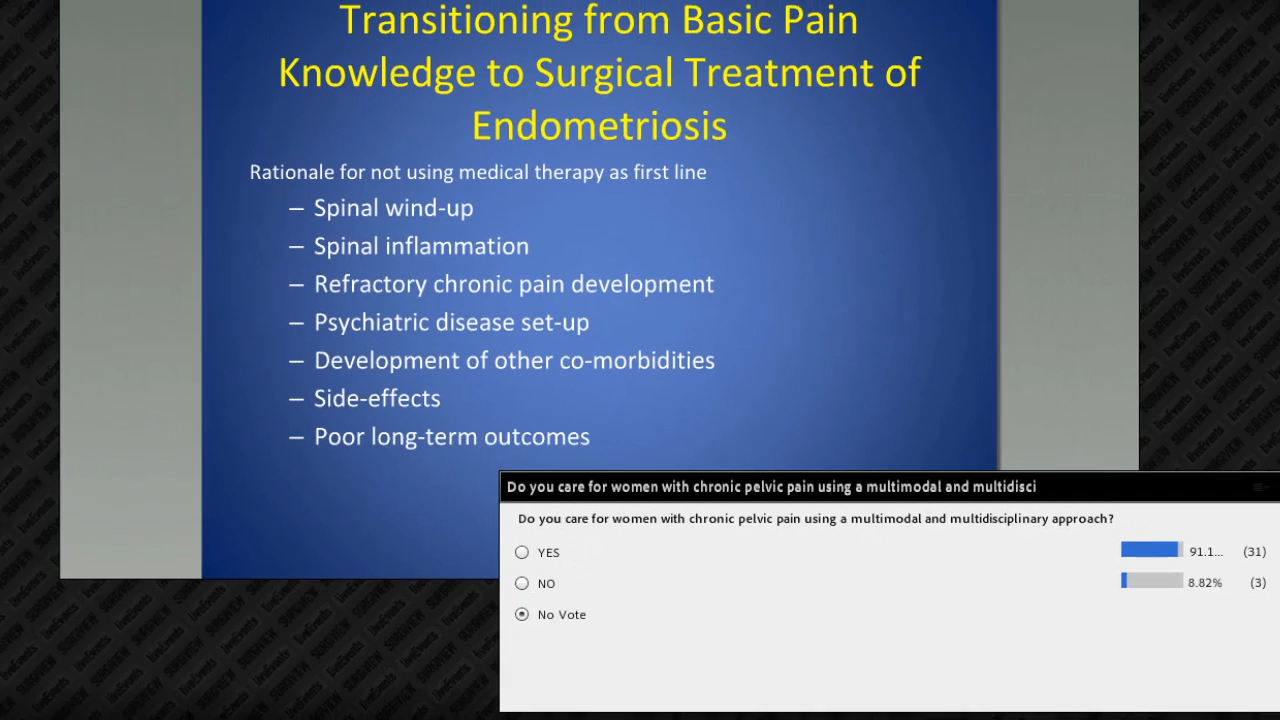 Transitioning from Basic Pain
Knowledge to Surgical Treatment of
Endometriosis
Rationale for not using medical therapy as first line
– Spinal wind-up
– Spinal inflammation
– Refractory chronic pain development
– Psychiatric disease set-up
– Development of other co-morbidities
– Side-effects
– Poor long-term outcomes
Do you care for women with chronic pelvic pain using a multimodal and multidisci
Do you care for women with chronic pelvic pain using a multimodal and multidisciplinary approach?
YES 91.1... (31)
NO 8.82% (3)
No Vote